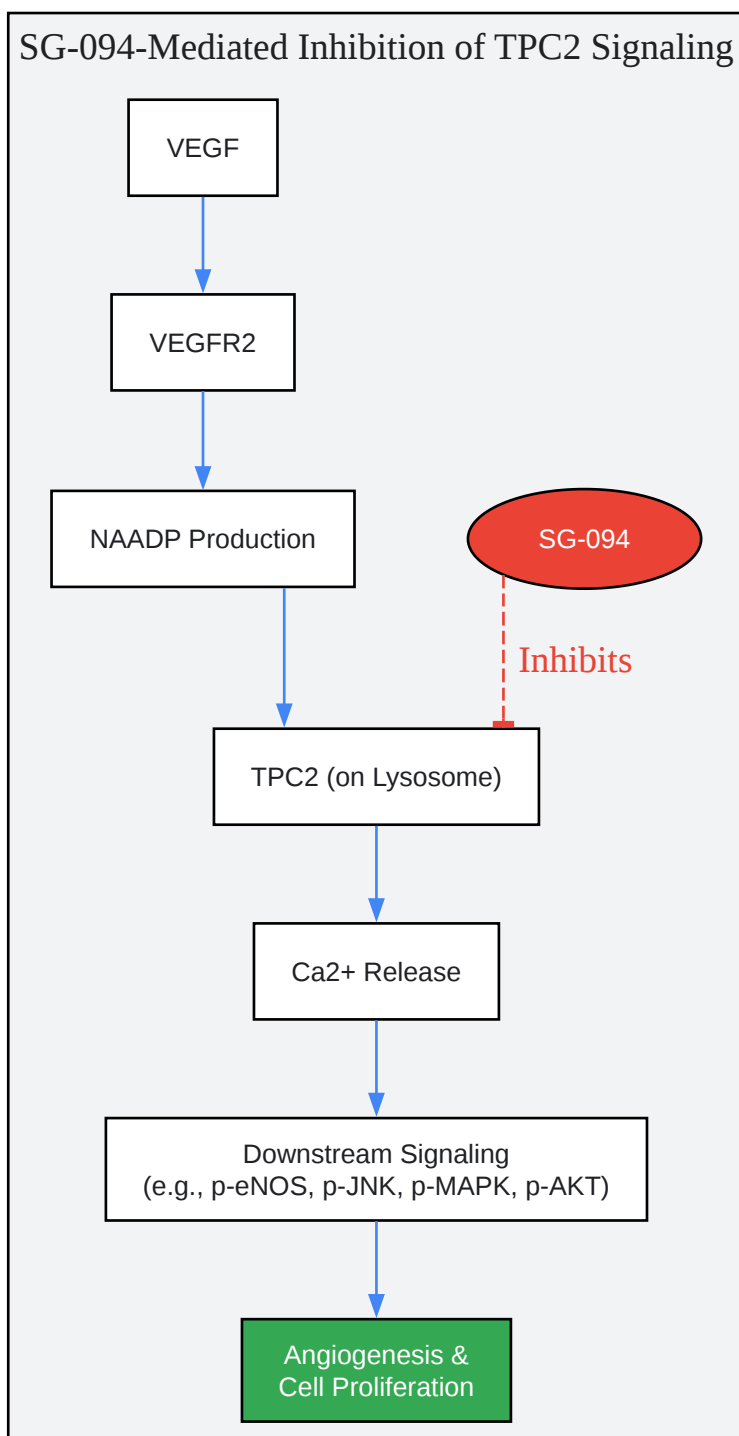 SG-094-Mediated Inhibition of TPC2 Signaling
VEGF
VEGFR2
NAADP Production
SG-094
Inhibits
TPC2 (on Lysosome)
Ca2+ Release
Downstream Signaling
(e.g., p-eNOS, p-JNK, p-MAPK, p-AKT)
Angiogenesis &
Cell Proliferation